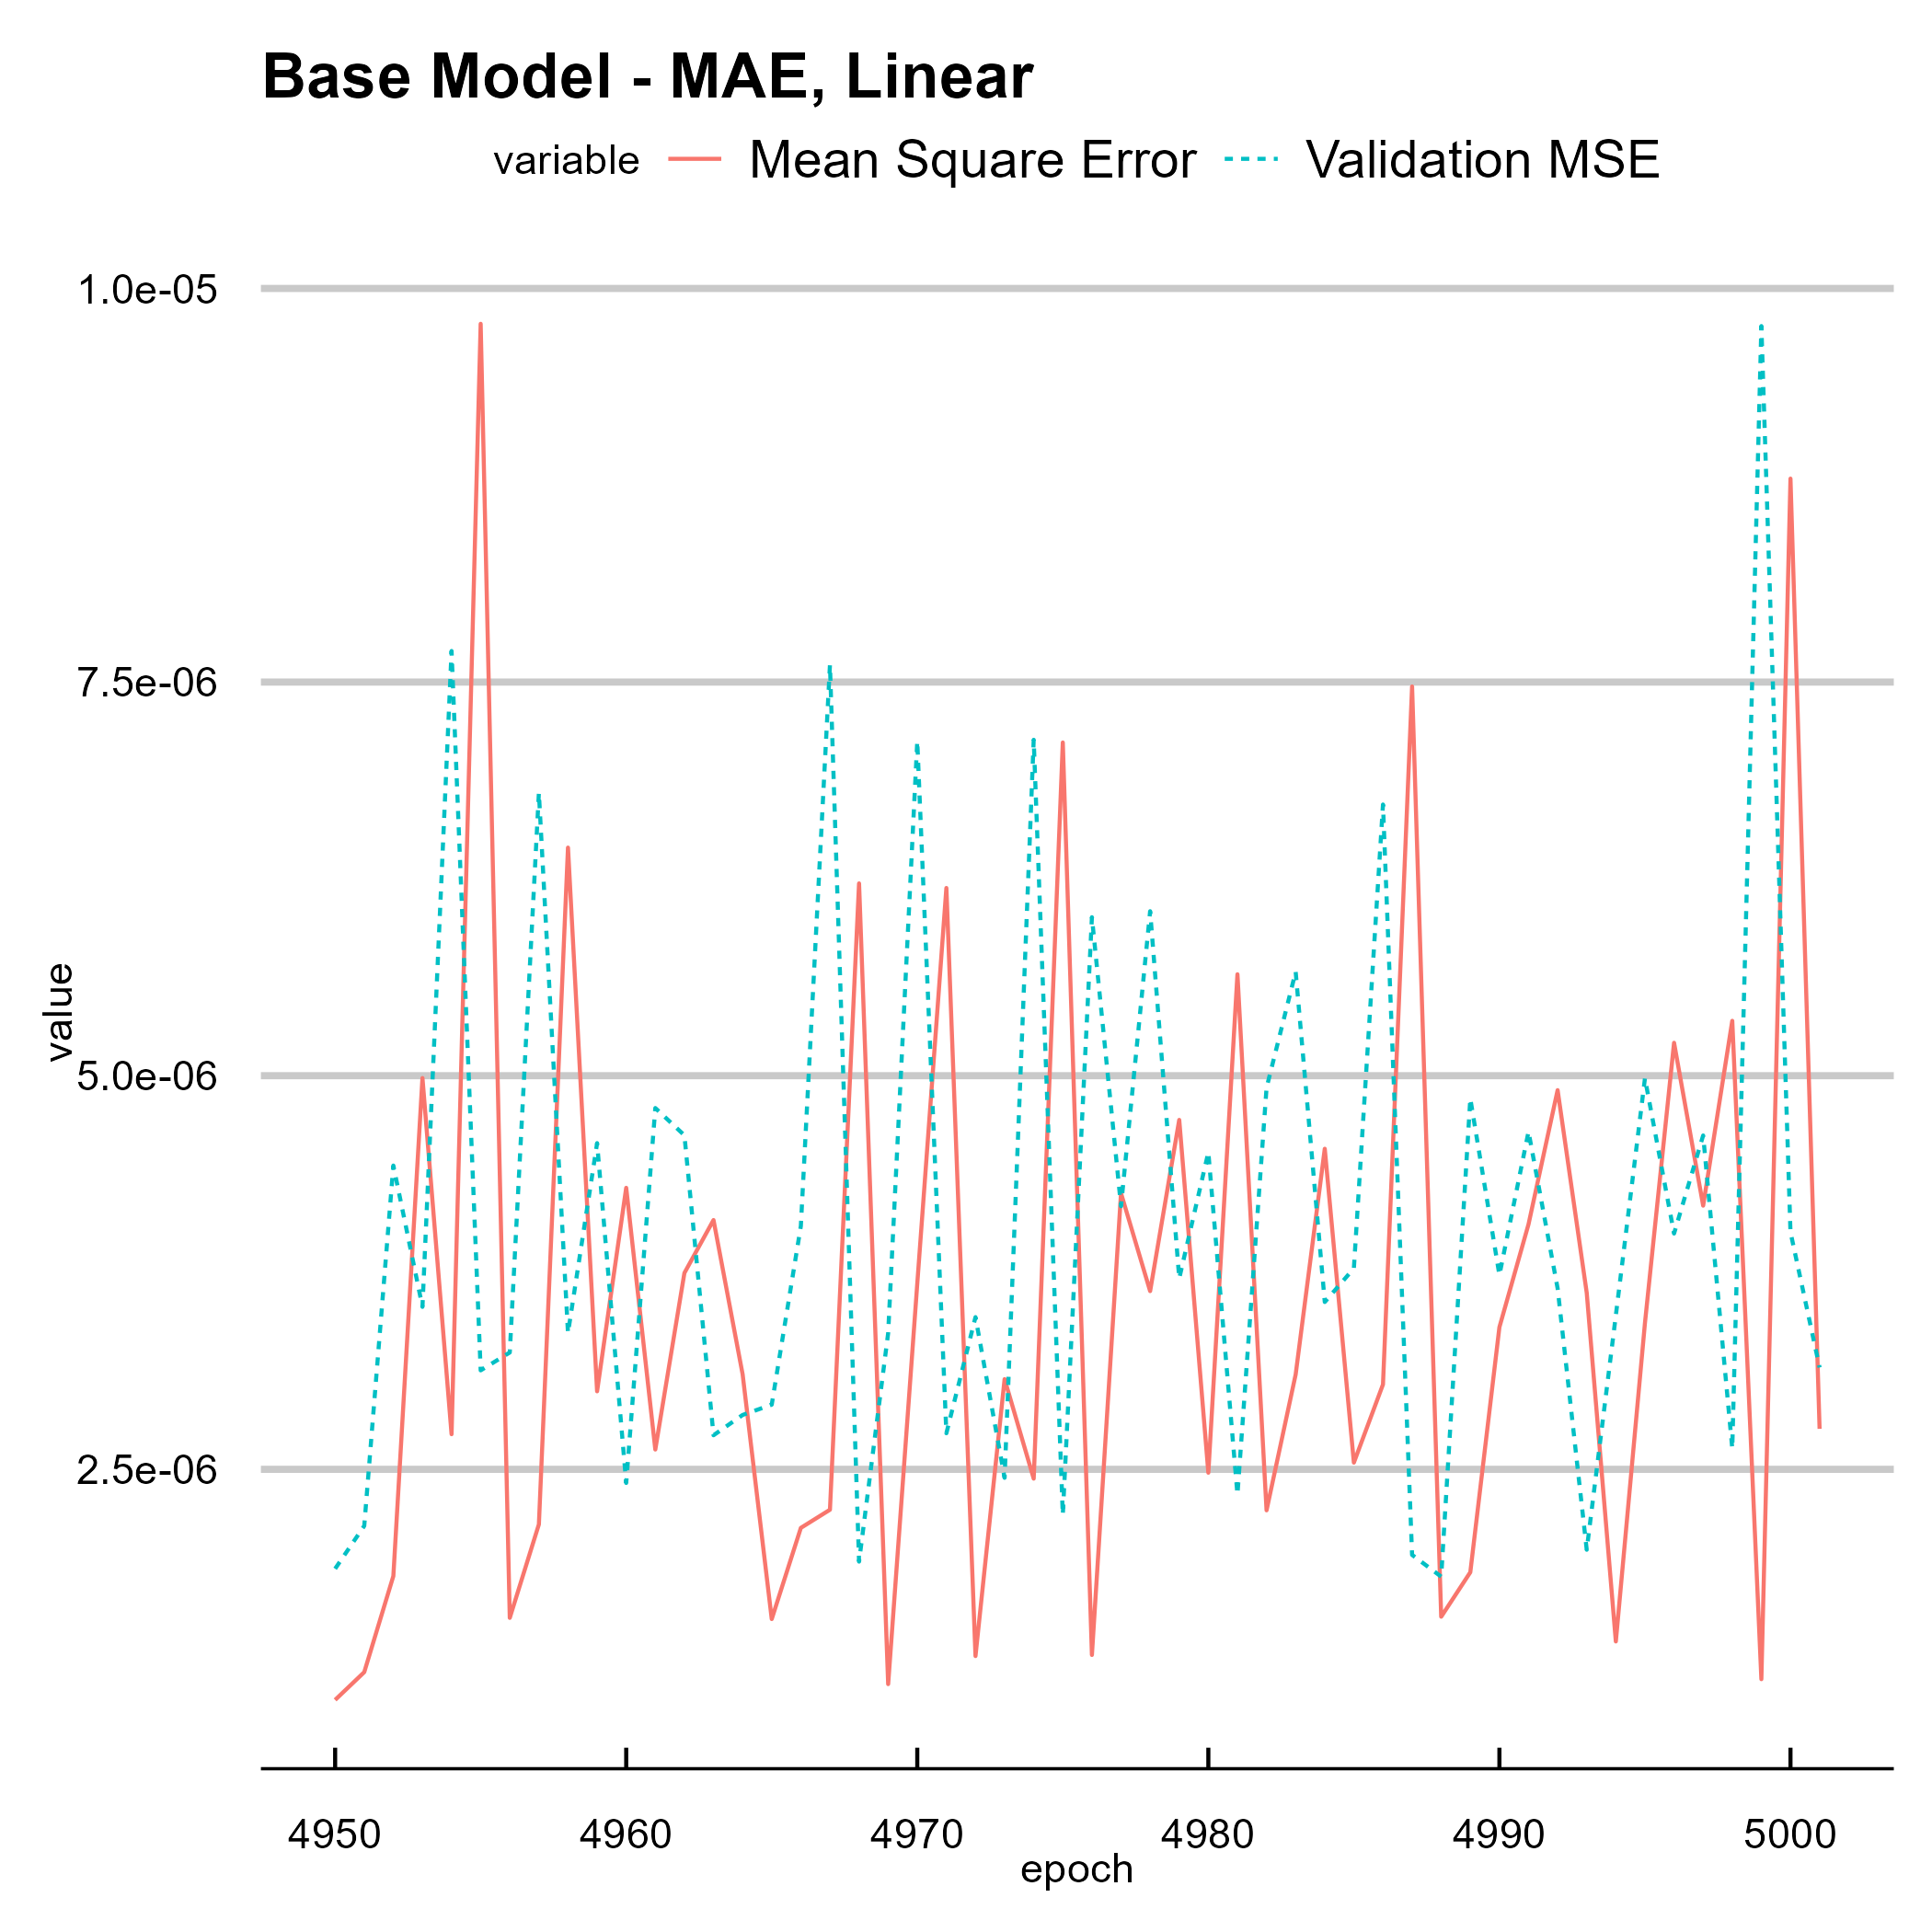 Base Model - MAE, Linear
variable Mean Square Error Validation MSE
1.0e-05
7.5e-06
5.0e-06
2.5e-06
value
4950 4960 4970 4980 4990 5000
epoch